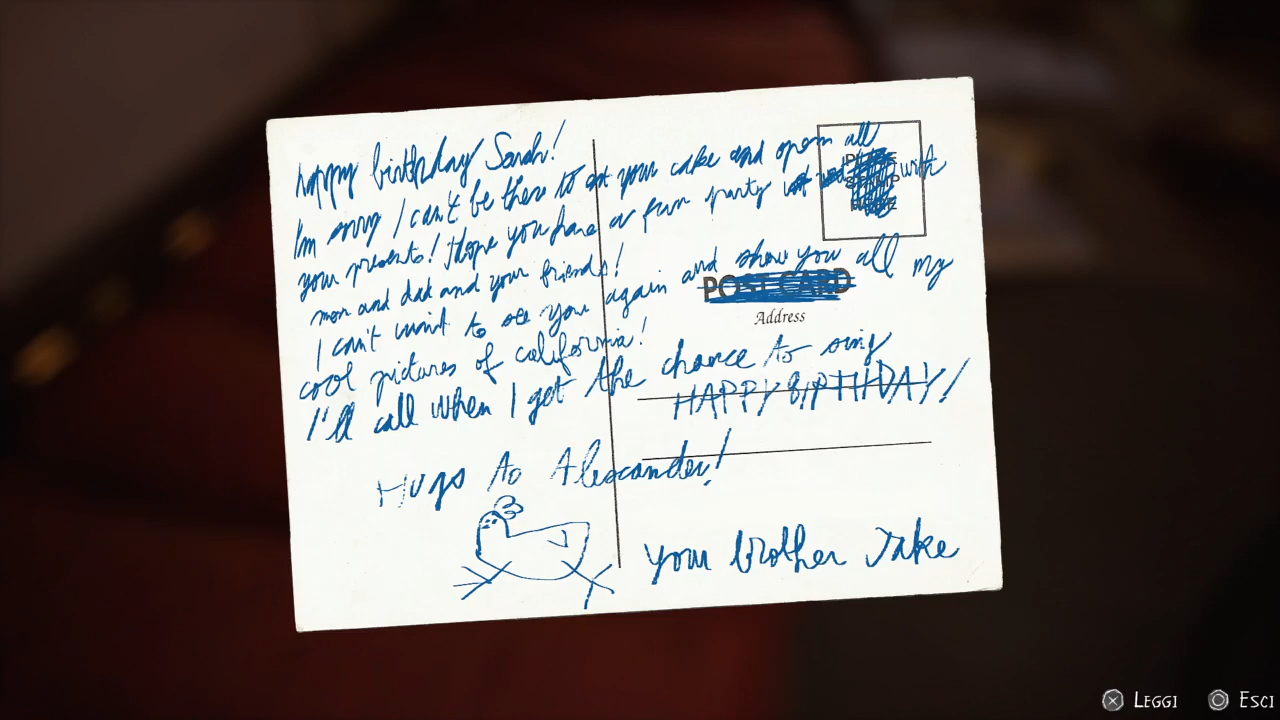 happy birthday Sarah!
I'm sorry I can't be there to eat your cake and open all
your presents! I hope you have a fun party with
mom and dad and your friends!
I can't wait to see you again and show you all my
cool pictures of california!
I'll call when I get the chance to sing
HAPPY BIRTHDAY!
Hugs to Alexander!
your brother Jake
POST CARD
Address
LEGGI
ESCI